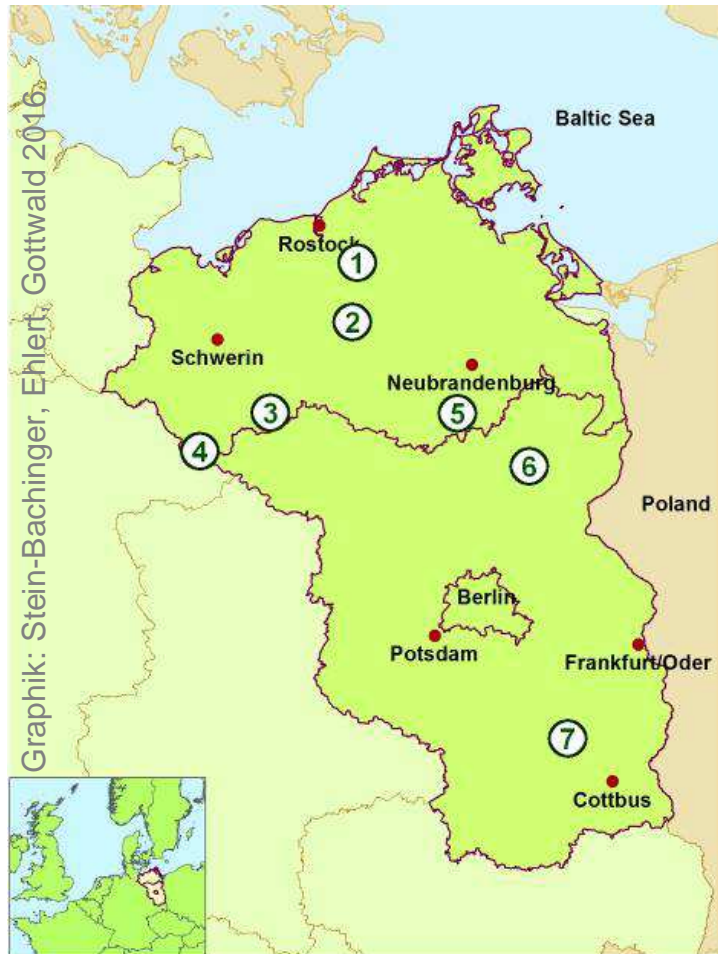 Graphik: Stein-Bachinger, Ehlert, Gottwald 2016
Baltic Sea
Rostock
1
2
Schwerin
Neubrandenburg
3
5
4
6
Poland
Berlin
Potsdam
Frankfurt/Oder
7
Cottbus